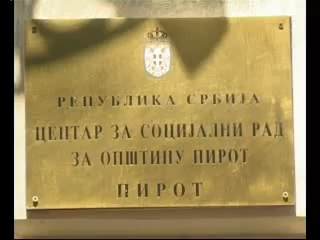 РЕПУБЛИКА СРБИЈА
ЦЕНТАР ЗА СОЦИЈАЛНИ РАД
ЗА ОПШТИНУ ПИРОТ
ПИРОТ